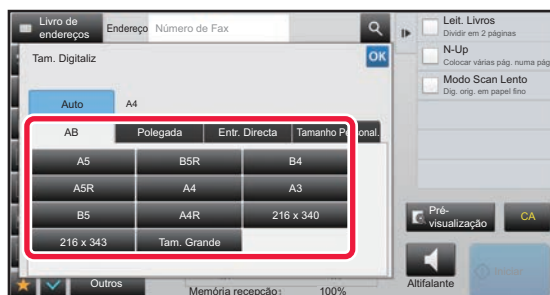 Livro de
endereços
Endereço
Número de Fax
Tam. Digitaliz
OK
Auto
A4
AB
Polegada
Entr. Directa
Tamanho Pe onal.
A5
B5R
B4
A5R
A4
A3
B5
A4R
216 x 340
216 x 343
Tam. Grande
Outros
Memória recepção:
100%
Leit. Livros
Dividir em 2 páginas
N-Up
Colocar várias pág. numa pág
Modo Scan Lento
Dig. orig. em papel fino
Pré-
visualização
CA
Altifalante